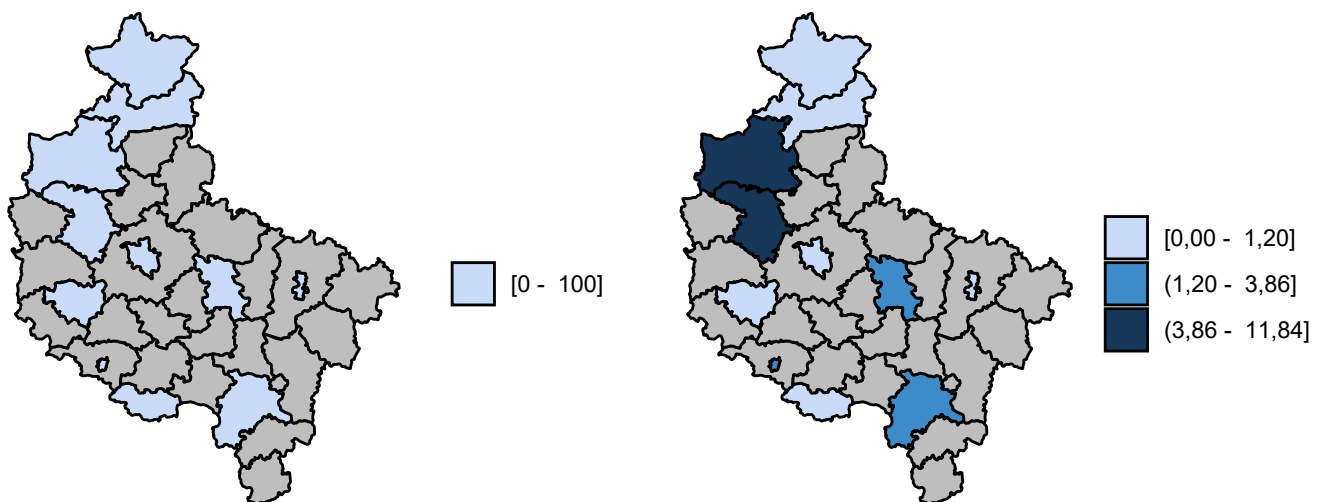 [0 -  100]
[0,00 -  1,20]
(1,20 -  3,86]
(3,86 -  11,84]